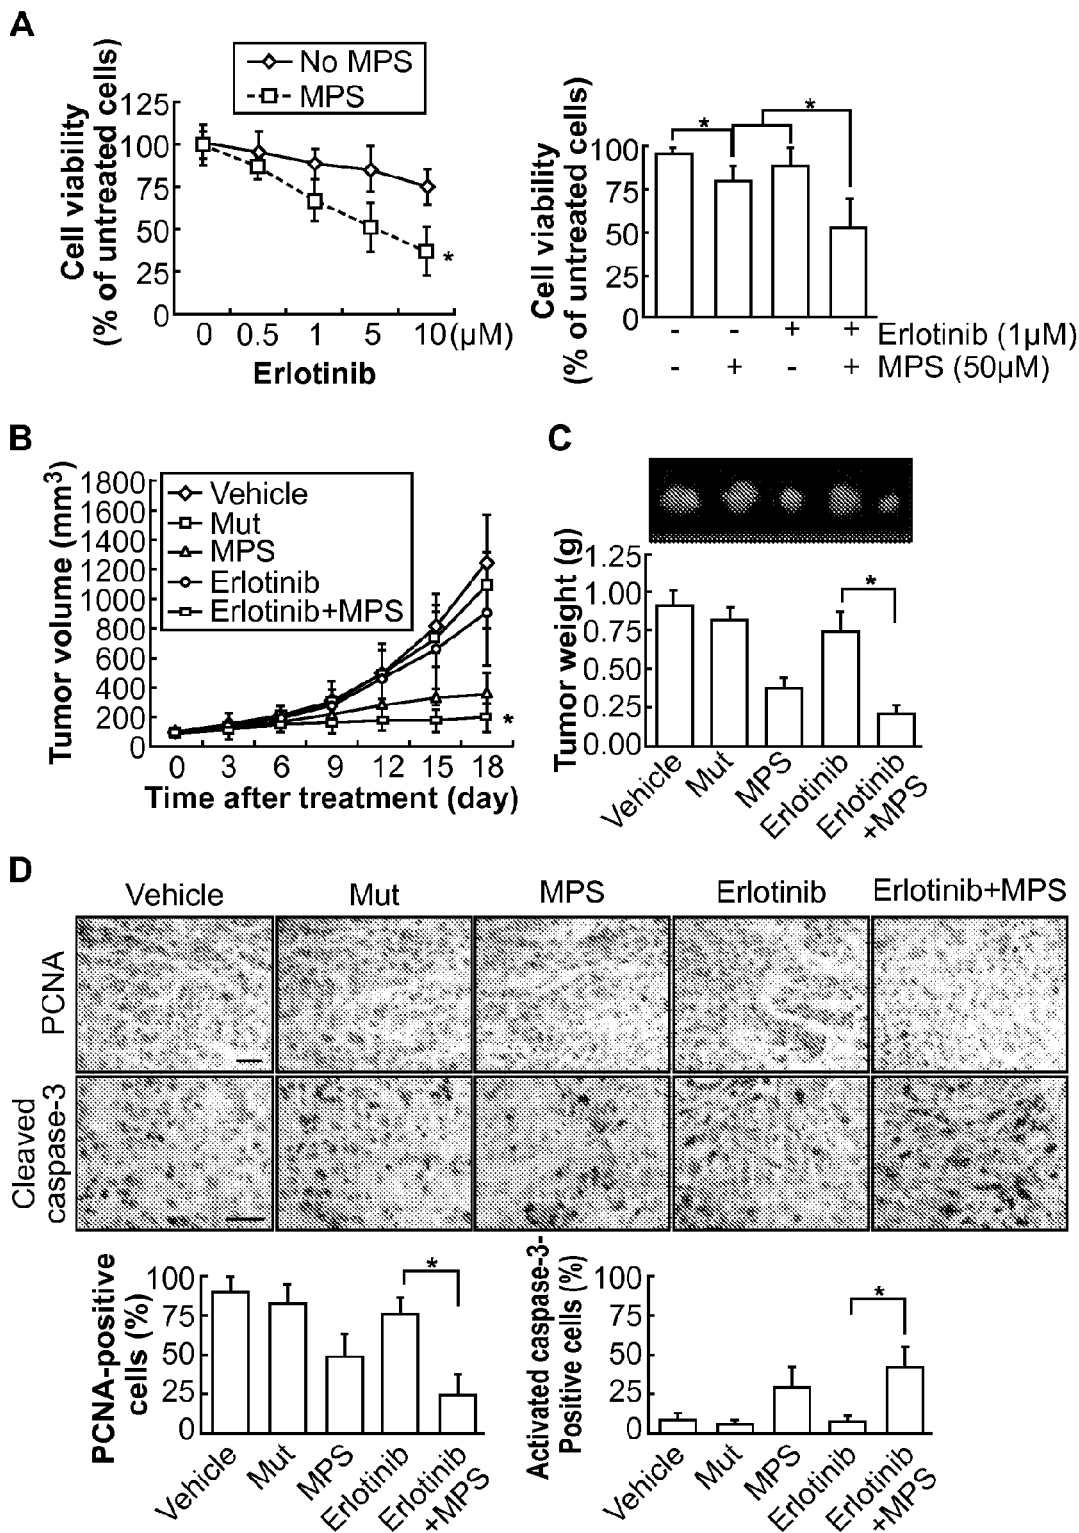 A
No MPS
MPS
Cell viability
(% of untreated cells)
125
100
75
50
25
0
*
0 0.5 1 5 10 (µM)
Erlotinib
Cell viability
(% of untreated cells)
100
75
50
25
0
* *
- - + + Erlotinib (1µM)
- + - + MPS (50µM)
B
Tumor volume (mm³)
1800
1600
1400
1200
1000
800
600
400
200
0
Vehicle
Mut
MPS
Erlotinib
Erlotinib+MPS
*
0 3 6 9 12 15 18
Time after treatment (day)
C
Tumor weight (g)
1.25
1.00
0.75
0.50
0.25
0.00
*
Vehicle
Mut
MPS
Erlotinib
Erlotinib
+MPS
D
Vehicle Mut MPS Erlotinib Erlotinib+MPS
PCNA
Cleaved
caspase-3
PCNA-positive
cells (%)
100
75
50
25
0
*
Vehicle
Mut
MPS
Erlotinib
Erlotinib
+MPS
Activated caspase-3-
Positive cells (%)
100
75
50
25
0
*
Vehicle
Mut
MPS
Erlotinib
Erlotinib
+MPS